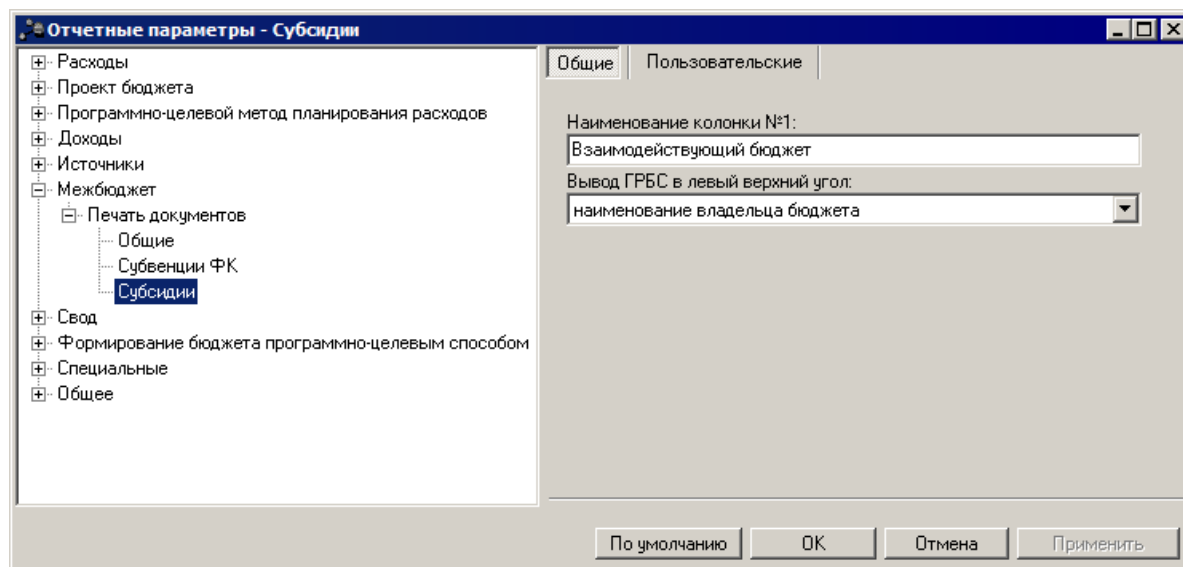 Отчетные параметры - Субсидии
Расходы
Проект бюджета
Программно-целевой метод планирования расходов
Доходы
Источники
Межбюджет
Печать документов
Общие
Субвенции ФК
Субсидии
Свод
Формирование бюджета программно-целевым способом
Специальные
Общее
Общие Пользовательские
Наименование колонки №1:
Взаимодействующий бюджет
Вывод ГРБС в левый верхний угол:
наименование владельца бюджета
По умолчанию ОК Отмена Применить